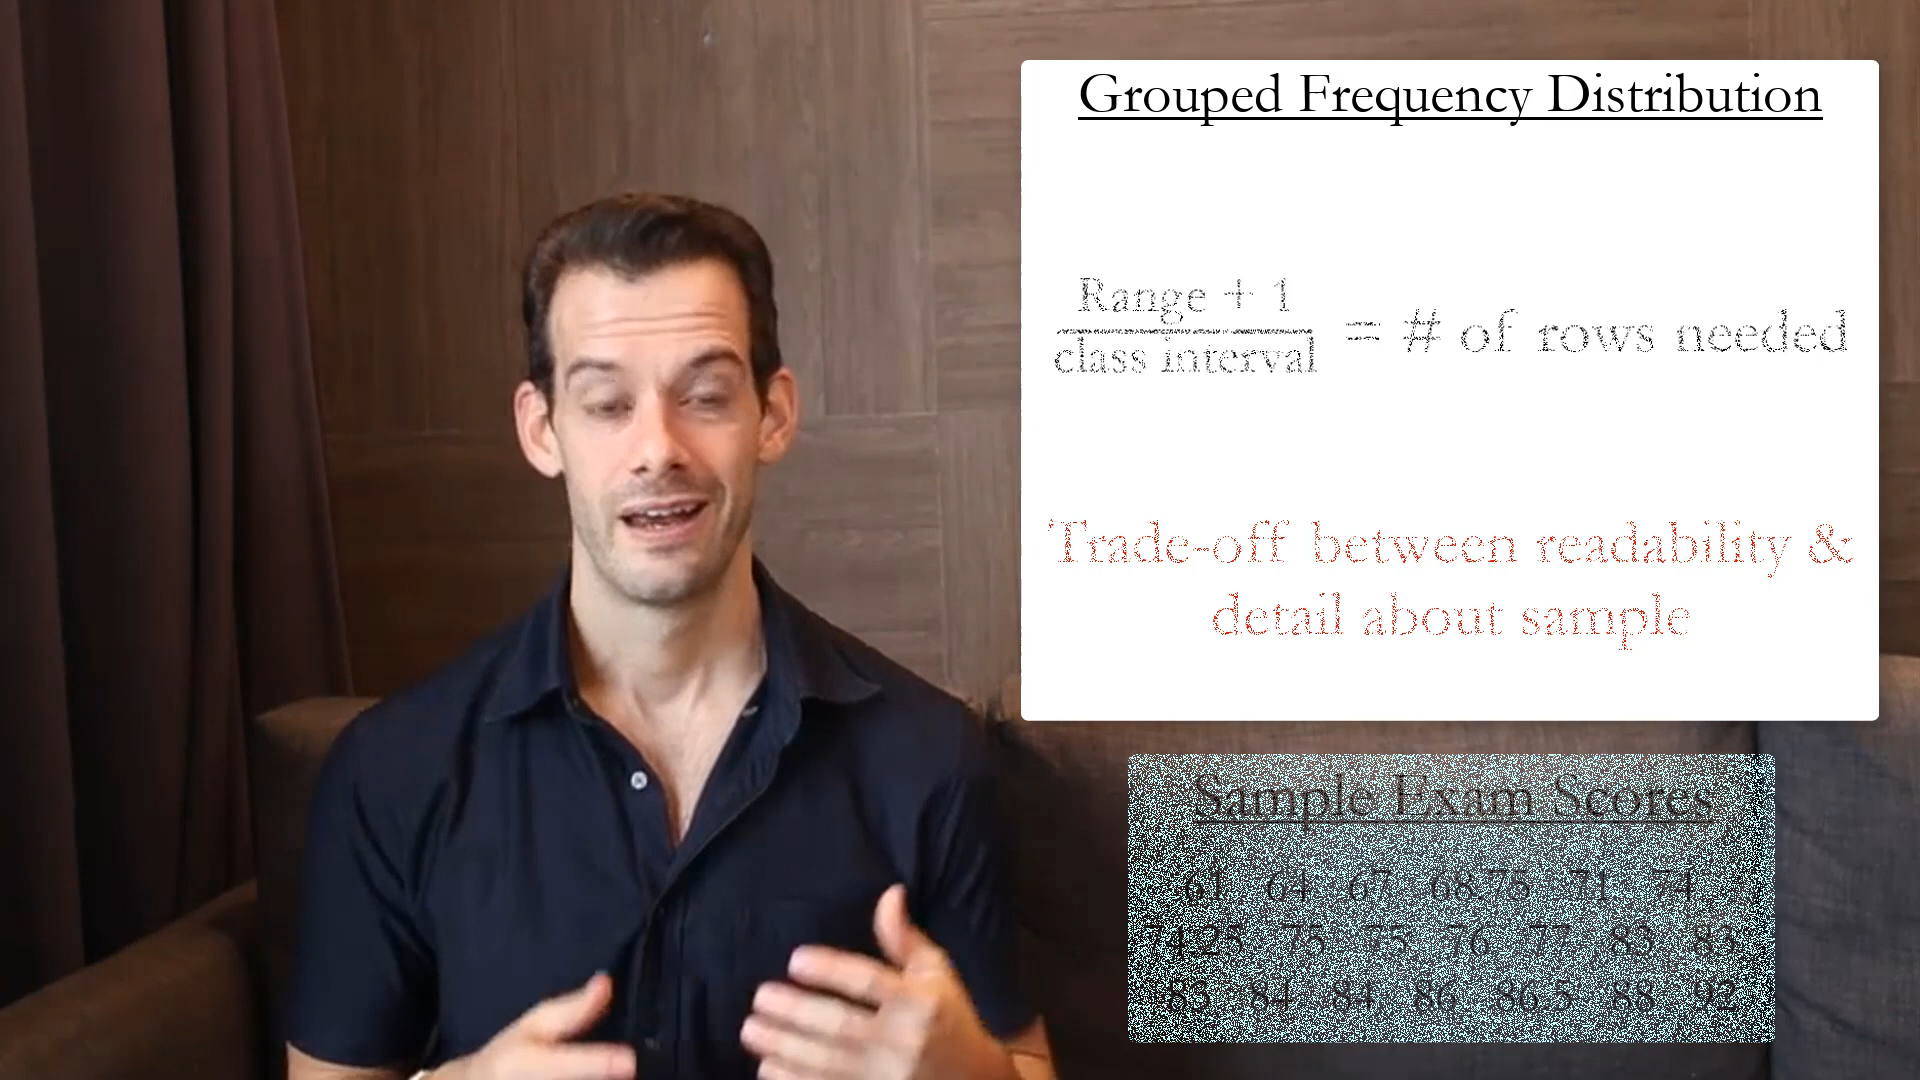 Grouped Frequency Distribution
Range + 1
class interval
= # of rows needed
Trade-off between readability &
detail about sample
Sample Exam Scores
61 64 67 68.75 71 74
74.25 75 75 76 77 83 83
83 84 84 86 86.5 88 92